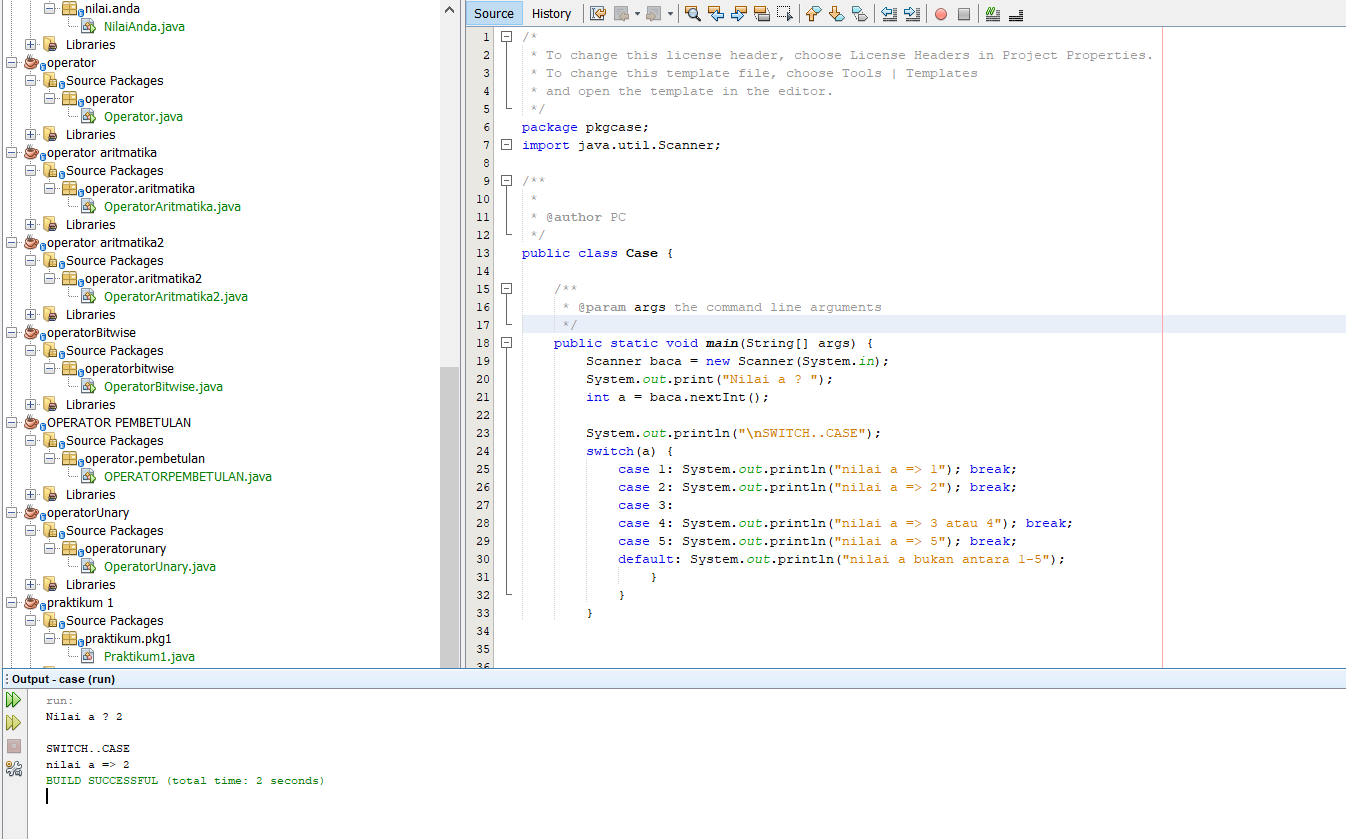 nilai.anda
NilaiAnda.java
Libraries
operator
Source Packages
operator
Operator.java
Libraries
operator aritmatika
Source Packages
operator.aritmatika
OperatorAritmatika.java
Libraries
operator aritmatika2
Source Packages
operator.aritmatika2
OperatorAritmatika2.java
Libraries
operatorBitwise
Source Packages
operatorbitwise
OperatorBitwise.java
Libraries
OPERATOR PEMBETULAN
Source Packages
operator.pembetulan
OPERATORPEMBETULAN.java
Libraries
operatorUnary
Source Packages
operatorunary
OperatorUnary.java
Libraries
praktikum 1
Source Packages
praktikum.pkg1
Praktikum1.java
Source History
1 /*
2 * To change this license header, choose License Headers in Project Properties.
3 * To change this template file, choose Tools | Templates
4 * and open the template in the editor.
5 */
6 package pkgcase;
7 import java.util.Scanner;
8
9 /**
10 *
11 * @author PC
12 */
13 public class Case {
14
15 /**
16 * @param args the command line arguments
17 */
18 public static void main(String[] args) {
19 Scanner baca = new Scanner(System.in);
20 System.out.print("Nilai a ? ");
21 int a = baca.nextInt();
22
23 System.out.println("\nSWITCH..CASE");
24 switch(a) {
25 case 1: System.out.println("nilai a => 1"); break;
26 case 2: System.out.println("nilai a => 2"); break;
27 case 3:
28 case 4: System.out.println("nilai a => 3 atau 4"); break;
29 case 5: System.out.println("nilai a => 5"); break;
30 default: System.out.println("nilai a bukan antara 1-5");
31 }
32 }
33 }
34
35
36
Output - case (run)
run:
Nilai a ? 2
SWITCH..CASE
nilai a => 2
BUILD SUCCESSFUL (total time: 2 seconds)